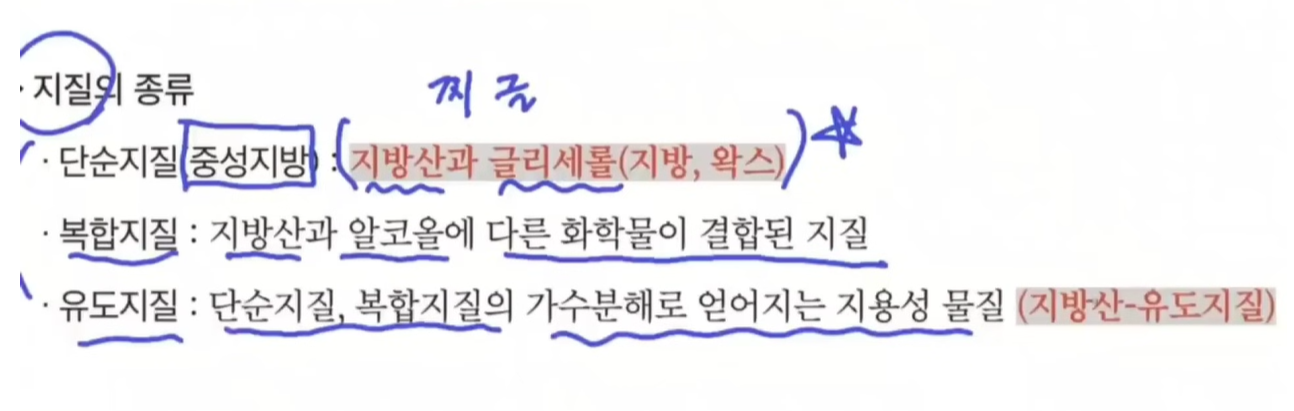 · 지질의 종류
찌 글
· 단순지질(중성지방) : 지방산과 글리세롤(지방, 왁스)
· 복합지질 : 지방산과 알코올에 다른 화학물이 결합된 지질
· 유도지질 : 단순지질, 복합지질의 가수분해로 얻어지는 지용성 물질 (지방산-유도지질)